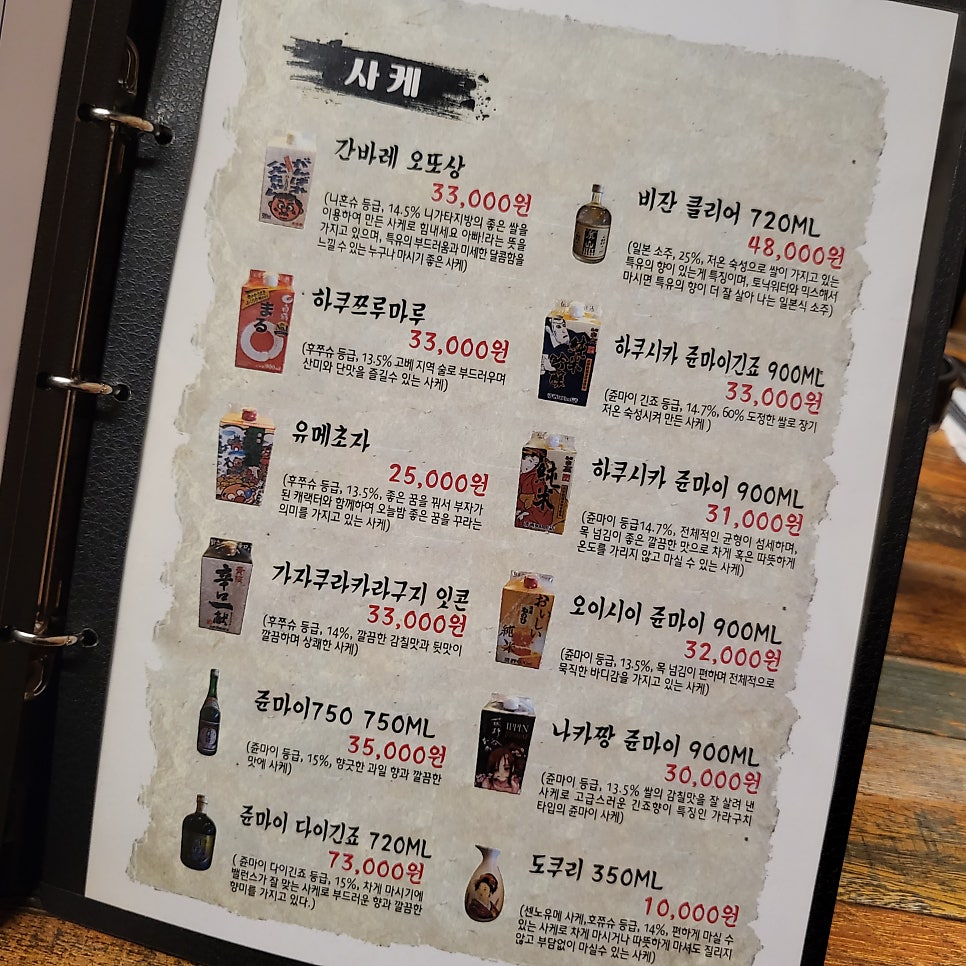 사케
간바레 오또상
33,000원
(니혼슈 등급, 14.5% 니가타지방의 좋은 쌀을
이용하여 만든 사케로 힘내세요 아빠!라는 뜻을
가지고 있으며, 특유의 부드러움과 미세한 달콤함을
느낄 수 있는 누구나 마시기 좋은 사케)
하쿠쯔루마루
33,000원
(후쭈슈 등급, 13.5% 고베 지역 술로 부드러우며
산미와 단맛을 즐길수 있는 사케)
유메초자
25,000원
(후쭈슈 등급, 13.5%, 좋은 꿈을 꿔서 부자가
된 캐랙터와 함께하여 오늘밤 좋은 꿈을 꾸라는
의미를 가지고 있는 사케)
가자쿠라카라구지 잇콘
33,000원
(후쭈슈 등급, 14%, 깔끔한 감칠맛과 뒷맛이
깔끔하며 상쾌한 사케)
쥰마이750 750ML
35,000원
(쥰마이 등급, 15%, 향긋한 과일 향과 깔끔한
맛에 사케)
쥰마이 다이긴죠 720ML
73,000원
( 쥰마이 다이긴죠 등급, 15%, 차게 마시기에
밸런스가 잘 맞는 사케로 부드러운 향과 깔끔한
향미를 가지고 있다.)
비잔 클리어 720ML
48,000원
(일본 소주, 25%, 저온 숙성으로 쌀이 가지고 있는
특유의 향이 있는게 특징이며, 토닉워터와 믹스해서
마시면 특유의 향이 더 잘 살아 나는 일본식 소주)
하쿠시카 쥰마이긴죠 900ML
33,000원
(쥰마이 긴죠 등급, 14.7%, 60% 도정한 쌀로 장기
저온 숙성시켜 만든 사케 )
하쿠시카 쥰마이 900ML
31,000원
(쥰마이 등급14.7%, 전체적인 균형이 섬세하며,
목 넘김이 좋은 깔끔한 맛으로 차게 혹은 따뜻하게
온도를 가리지 않고 마실 수 있는 사케)
오이시이 쥰마이 900ML
32,000원
(쥰마이 등급, 13.5%, 목 넘김이 편하며 전체적으로
묵직한 바디감을 가지고 있는 사케)
나카짱 쥰마이 900ML
30,000원
(쥰마이 등급, 13.5% 쌀의 감칠맛을 잘 살려 낸
사케로 고급스러운 긴죠향이 특징인 가라구치
타입의 쥰마이 사케)
도쿠리 350ML
10,000원
(센노유메 사케,후쭈슈 등급, 14%, 편하게 마실 수
있는 사케로 차게 마시거나 따뜻하게 마셔도 질리지
않고 부담없이 마실수 있는 사케)
まる
辛口一献
純米
おいしい
純米